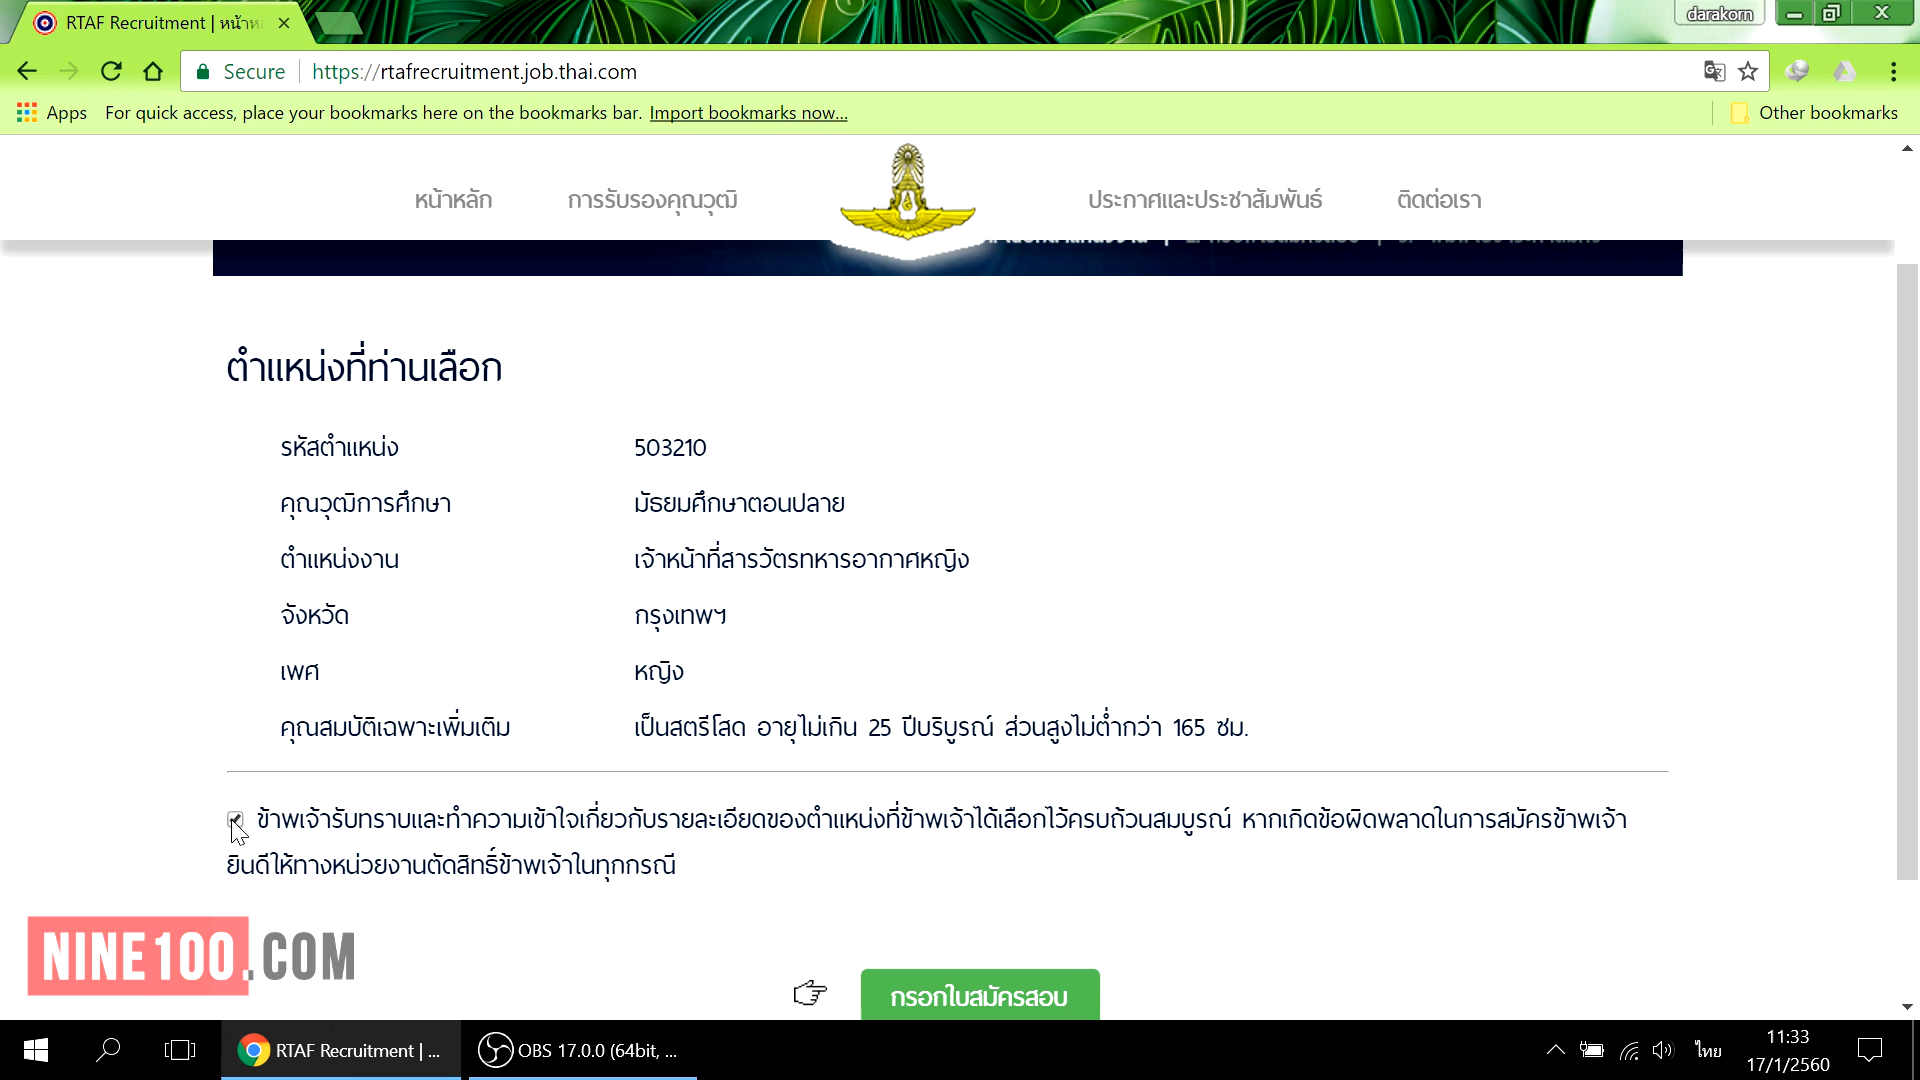 RTAF Recruitment | หน้าหล
darakorn
Secure
https://rtafrecruitment.job.thai.com
Apps
For quick access, place your bookmarks here on the bookmarks bar. Import bookmarks now...
Other bookmarks
หน้าหลัก
การรับรองคุณวุฒิ
ประกาศและประชาสัมพันธ์
ติดต่อเรา
ตำแหน่งที่ท่านเลือก
รหัสตำแหน่ง 503210
คุณวุฒิการศึกษา มัธยมศึกษาตอนปลาย
ตำแหน่งงาน เจ้าหน้าที่สารวัตรทหารอากาศหญิง
จังหวัด กรุงเทพฯ
เพศ หญิง
คุณสมบัติเฉพาะเพิ่มเติม เป็นสตรีโสด อายุไม่เกิน 25 ปีบริบูรณ์ ส่วนสูงไม่ต่ำกว่า 165 ซม.
ข้าพเจ้ารับทราบและทำความเข้าใจเกี่ยวกับรายละเอียดของตำแหน่งที่ข้าพเจ้าได้เลือกไว้ครบถ้วนสมบูรณ์ หากเกิดข้อผิดพลาดในการสมัครข้าพเจ้า
ยินดีให้ทางหน่วยงานตัดสิทธิ์ข้าพเจ้าในทุกกรณี
NINE100.COM
กรอกใบสมัครสอบ
RTAF Recruitment | ...
OBS 17.0.0 (64bit, ...
ไทย
11:33
17/1/2560